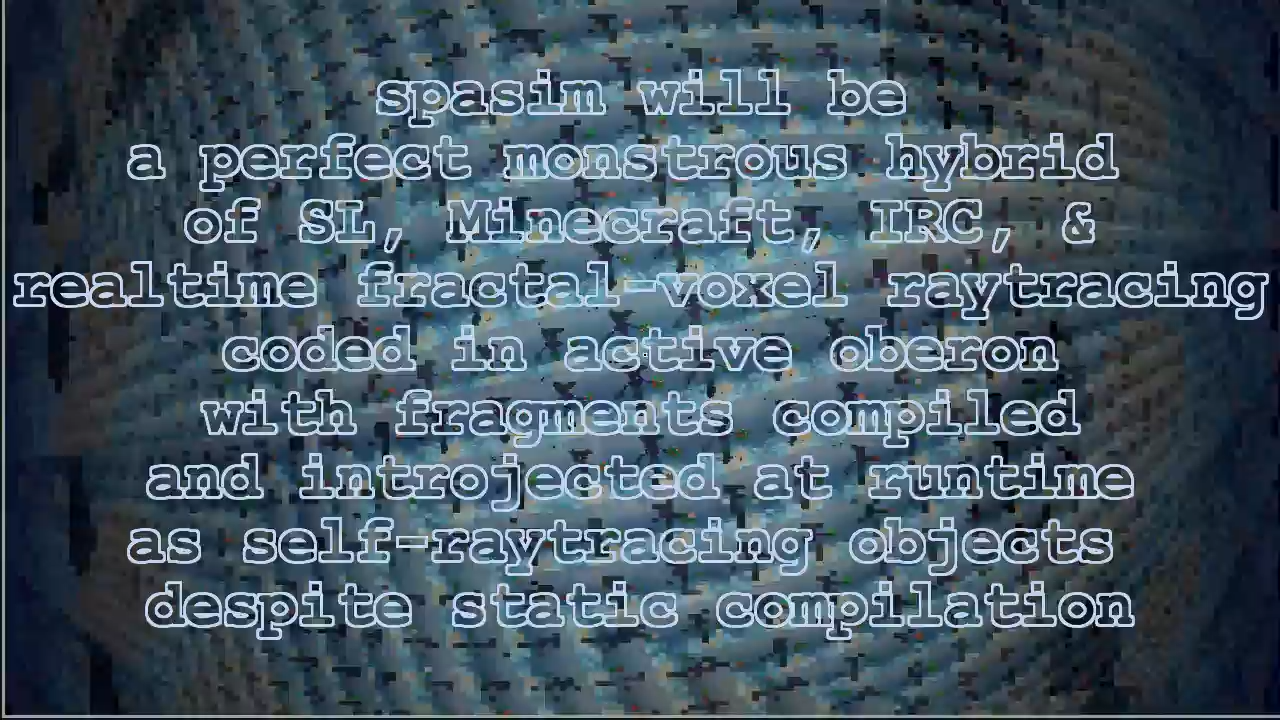 spasim will be
a perfect monstrous hybrid
of SL, Minecraft, IRC, &
realtime fractal-voxel raytracing
coded in active oberon
with fragments compiled
and introjected at runtime
as self-raytracing objects
despite static compilation